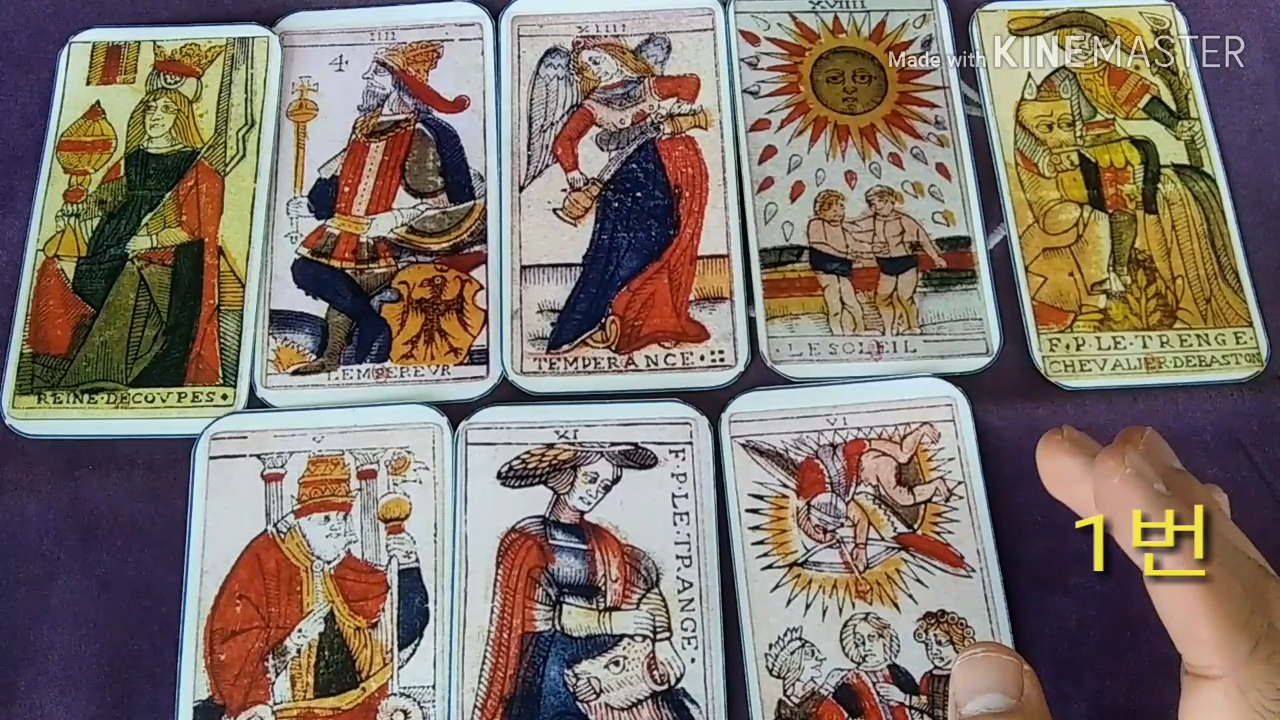 Made with KINEMASTER
REINE·DECOVPES
IIII
4
LEMPEREVR
XIIII
TEMPERANCE
XVIIII
LE SOLEIL
F·P·LE·TRENGE·
CHEVALIER·DEBASTON
V
XI
F·P·LE·TRANGE·
VI
1번